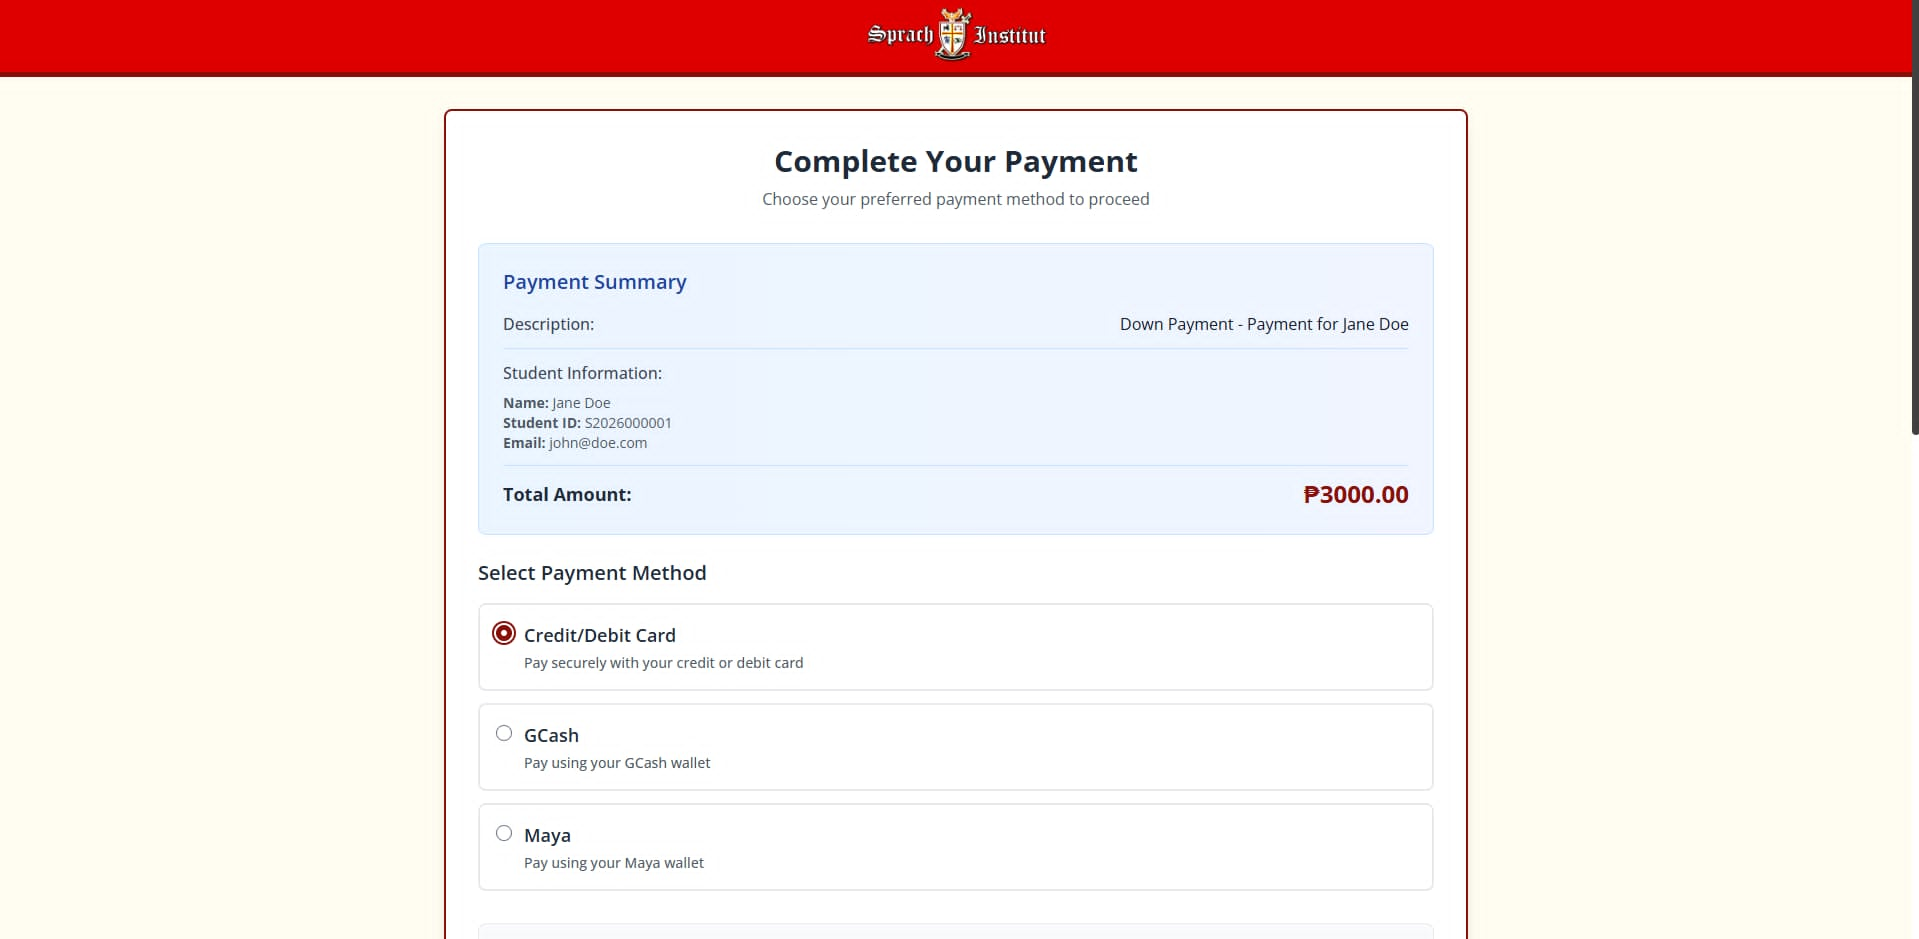 Sprach Institut
Complete Your Payment
Choose your preferred payment method to proceed
Payment Summary
Description: Down Payment - Payment for Jane Doe
Student Information:
Name: Jane Doe
Student ID: S2026000001
Email: john@doe.com
Total Amount: ₱3000.00
Select Payment Method
Credit/Debit Card
Pay securely with your credit or debit card
GCash
Pay using your GCash wallet
Maya
Pay using your Maya wallet